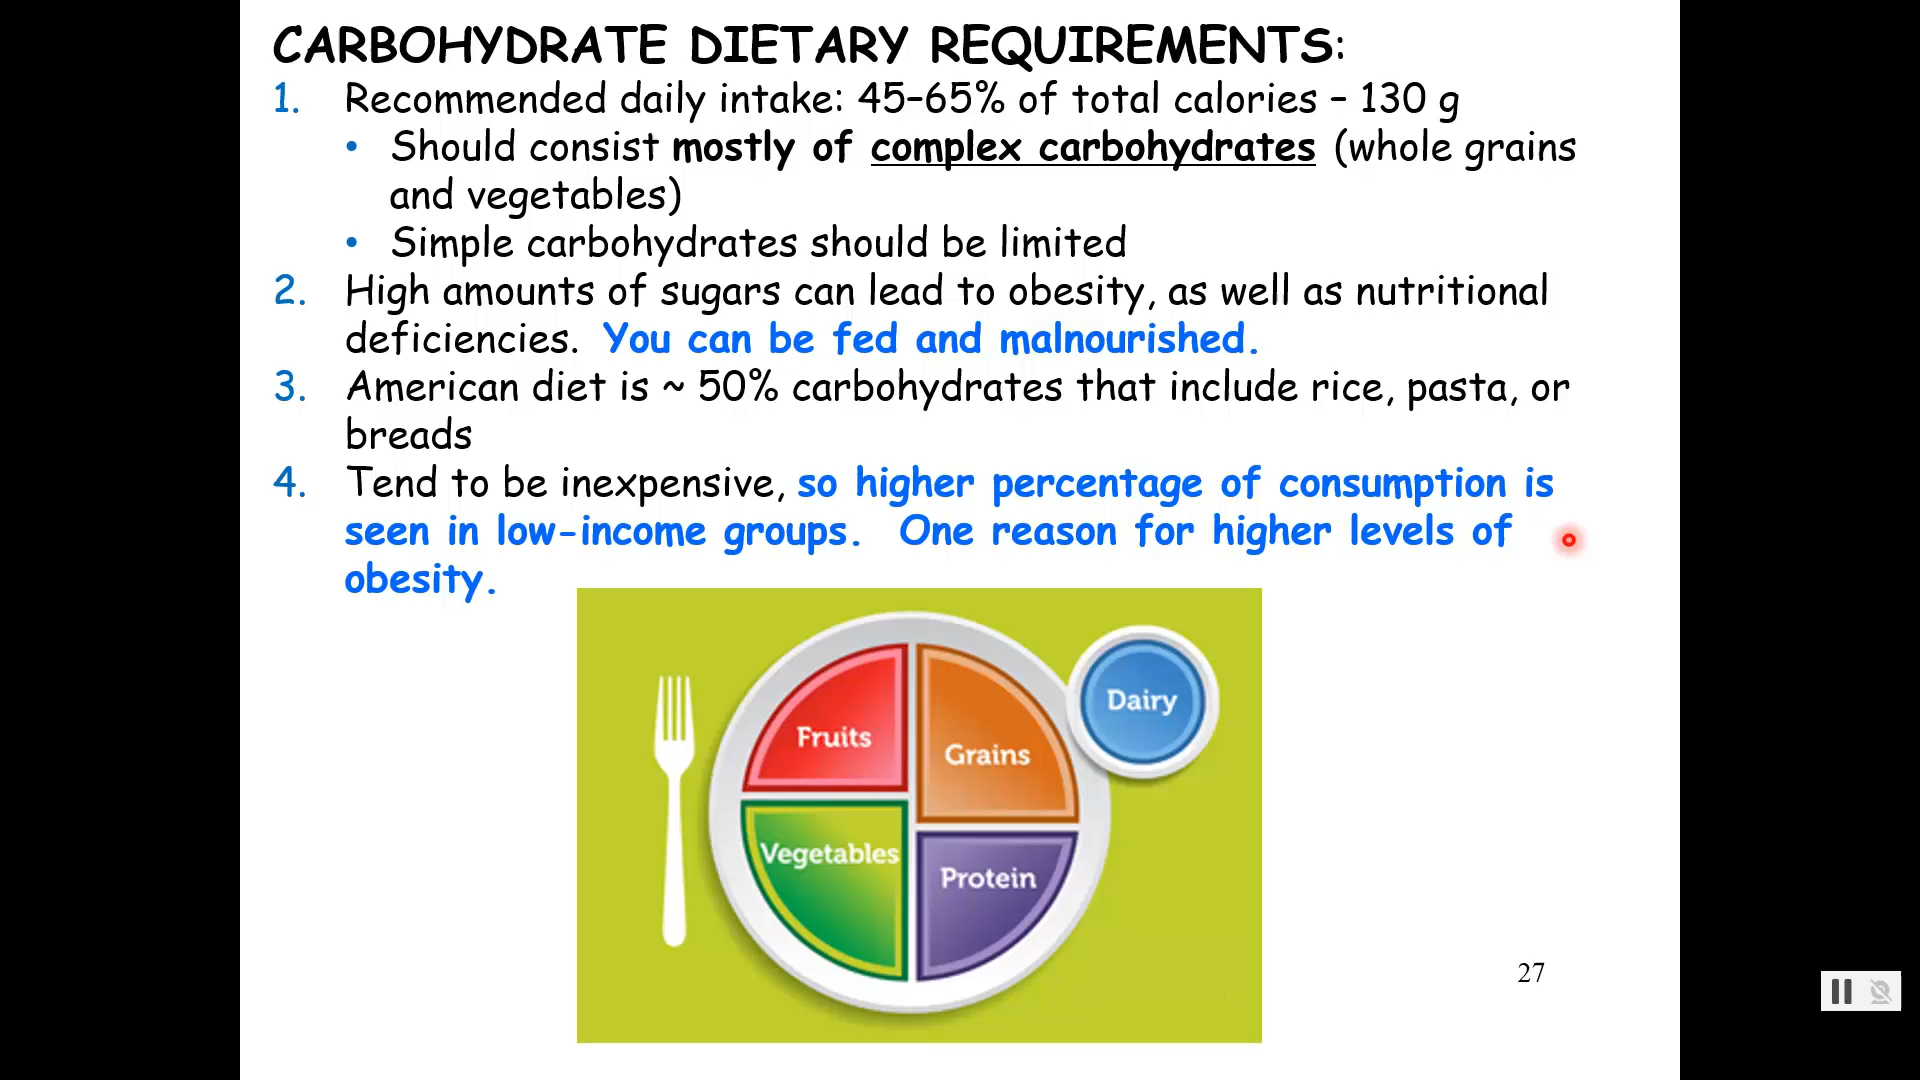 CARBOHYDRATE DIETARY REQUIREMENTS:
1. Recommended daily intake: 45–65% of total calories – 130 g
• Should consist mostly of complex carbohydrates (whole grains
and vegetables)
• Simple carbohydrates should be limited
2. High amounts of sugars can lead to obesity, as well as nutritional
deficiencies. You can be fed and malnourished.
3. American diet is ~ 50% carbohydrates that include rice, pasta, or
breads
4. Tend to be inexpensive, so higher percentage of consumption is
seen in low-income groups. One reason for higher levels of
obesity.
Dairy
Fruits
Grains
Vegetables
Protein
27